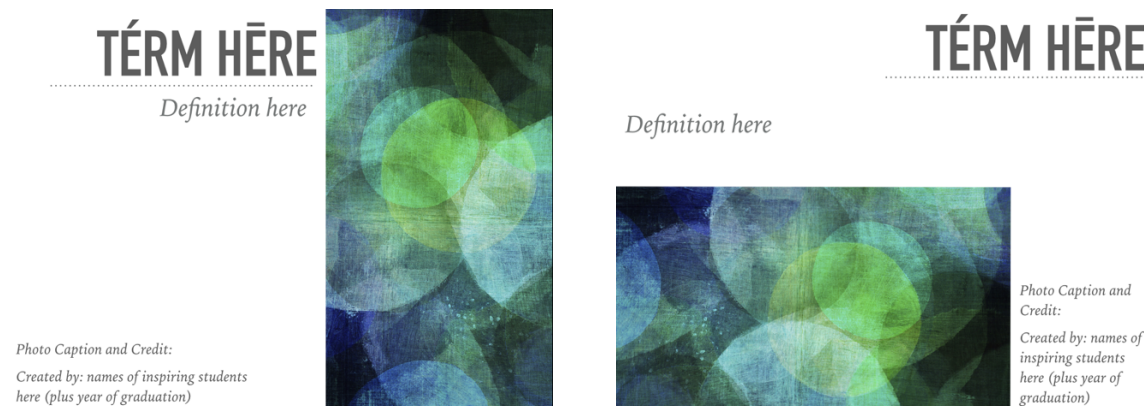 TÉRM HĒRE
Definition here
Photo Caption and Credit:
Created by: names of inspiring students
here (plus year of graduation)
TÉRM HĒRE
Definition here
Photo Caption and
Credit:
Created by: names of
inspiring students
here (plus year of
graduation)